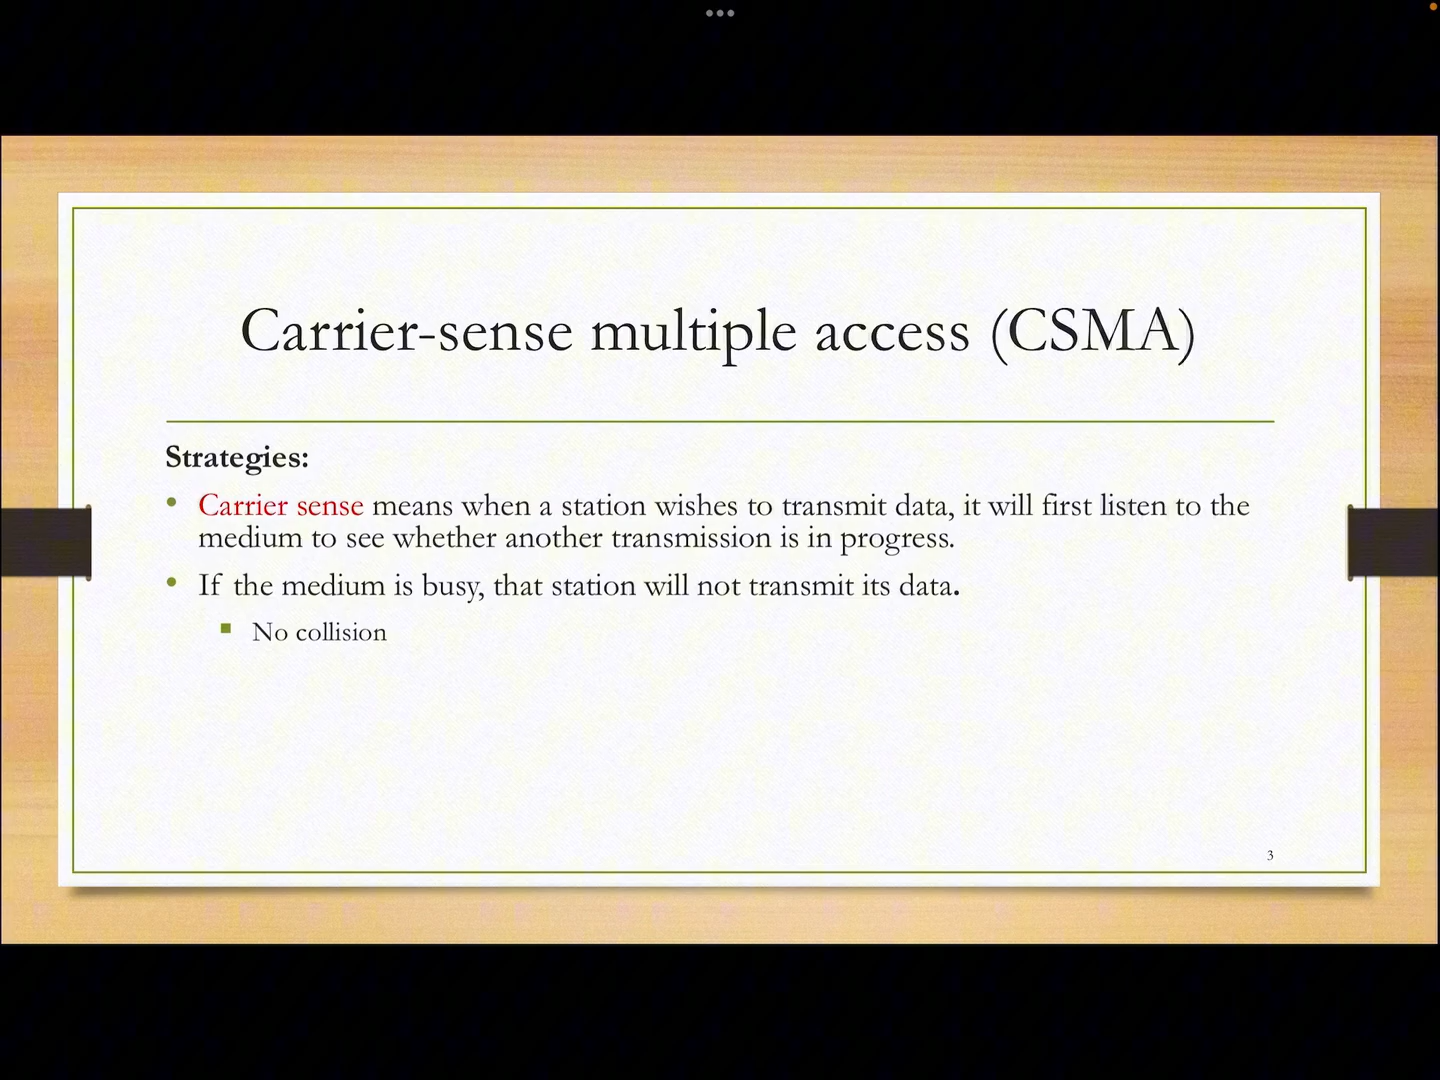 Carrier-sense multiple access (CSMA)
Strategies:
• Carrier sense means when a station wishes to transmit data, it will first listen to the
medium to see whether another transmission is in progress.
• If the medium is busy, that station will not transmit its data.
▪ No collision
3